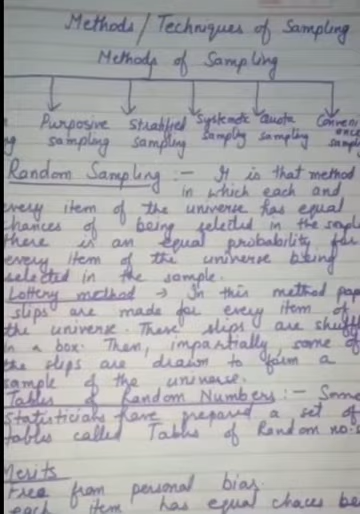 Methods/Techniques of Sampling
Methods of Sampling
Purposive Stratified Systematic Quota Conveni
sampling sampling sampling sampling ence
sampli
Random Sampling :- It is that method
in which each and
every item of the universe has equal
chances of being selected in the sample
there is an equal probability for
every item of the universe being
selected in the sample.
Lottery method → In this method pap
slips are made for every item of
the universe. These slips are shuffl
in a box. Then, impartially, some of
the slips are drawn to form a
sample of the universe.
Tables of Random Numbers :- Some
Statisticians have prepared a set of
tables called Tables of Random no:s
Merits
Free from personal bias.
each item has equal chaces be